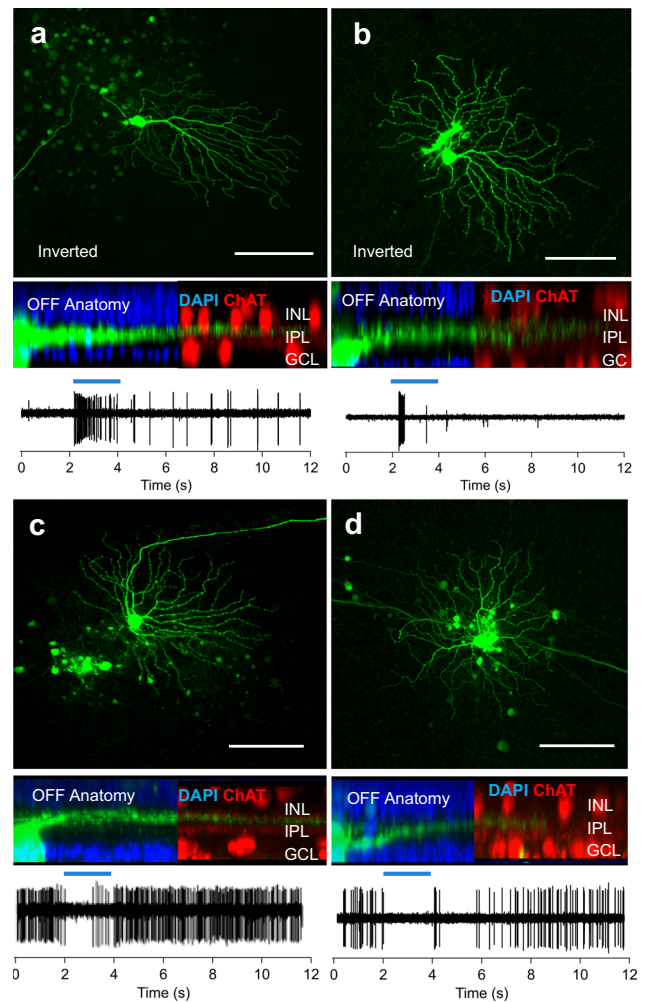 a
b
Inverted
Inverted
OFF Anatomy
DAPI ChAT
INL
IPL
GCL
OFF Anatomy
DAPI ChAT
INL
IPL
GC
0 2 4 6 8 10 12
Time (s)
0 2 4 6 8 10 12
Time (s)
c
d
OFF Anatomy
DAPI ChAT
INL
IPL
GCL
OFF Anatomy
DAPI ChAT
INL
IPL
GCL
0 2 4 6 8 10 12
Time (s)
0 2 4 6 8 10 12
Time (s)